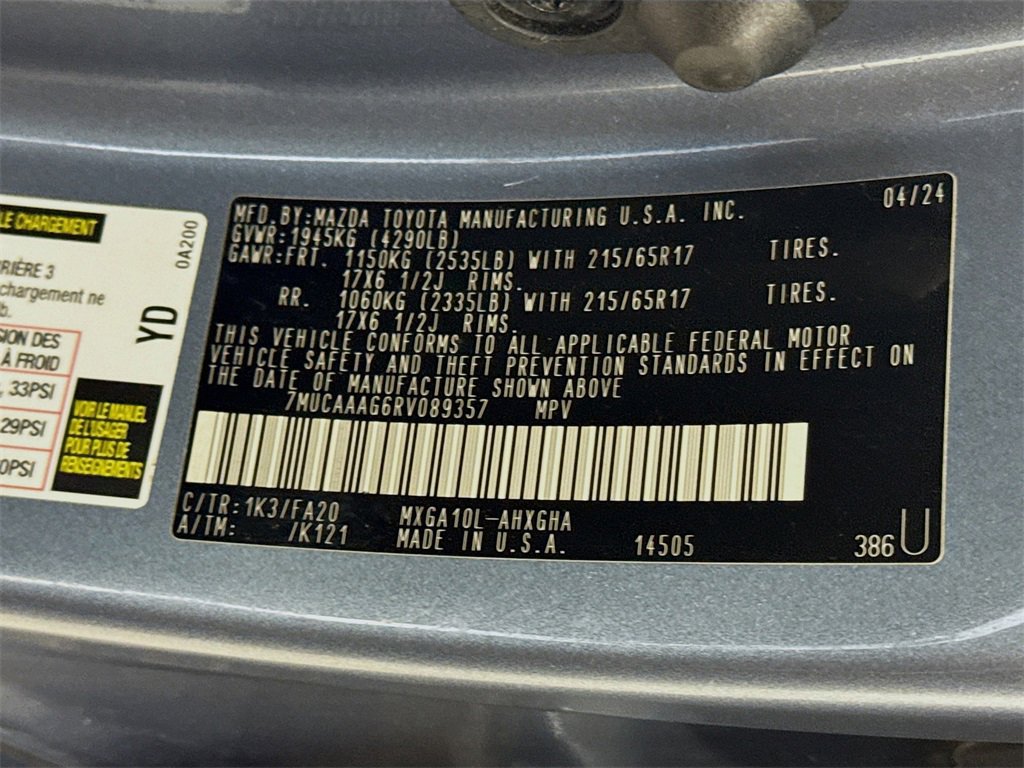 LE CHARGEMENT
RIÈRE 3
chargement ne
lb.
SION DES
À FROID
, 33PSI
29PSI
0PSI
VOIR LE MANUEL
DE L'USAGER
POUR PLUS DE
RENSEIGNEMENTS
0A200
YD
MFD.BY:MAZDA TOYOTA MANUFACTURING U.S.A. INC. 04/24
GVWR:1945KG (4290LB)
GAWR:FRT. 1150KG (2535LB) WITH 215/65R17 TIRES.
17X6 1/2J RIMS.
RR. 1060KG (2335LB) WITH 215/65R17 TIRES.
17X6 1/2J RIMS.
THIS VEHICLE CONFORMS TO ALL APPLICABLE FEDERAL MOTOR
VEHICLE SAFETY AND THEFT PREVENTION STANDARDS IN EFFECT ON
THE DATE OF MANUFACTURE SHOWN ABOVE
7MUCAAAG6RV089357 MPV
C/TR:1K3/FA20 MXGA10L-AHXGHA
A/TM: /K121 MADE IN U.S.A. 14505 386 U